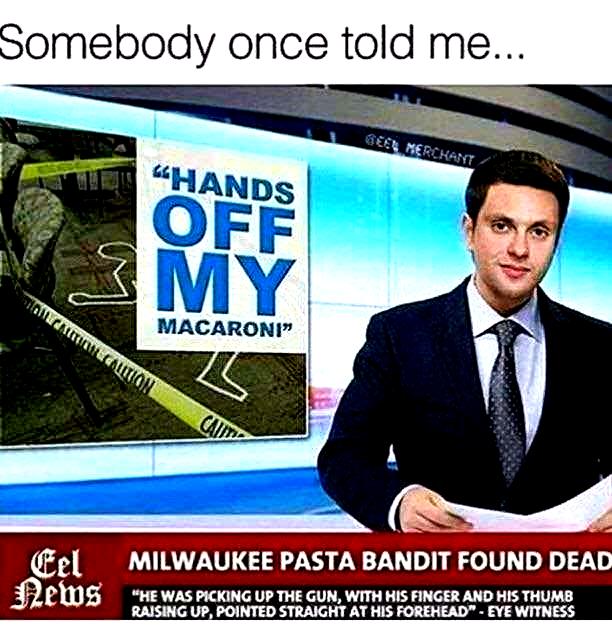 Somebody once told me...
@EEL MERCHANT
"HANDS
OFF
MY
MACARONI"
CAUTION CAUTION
CAUTI
Eel
News
MILWAUKEE PASTA BANDIT FOUND DEAD
"HE WAS PICKING UP THE GUN, WITH HIS FINGER AND HIS THUMB
RAISING UP, POINTED STRAIGHT AT HIS FOREHEAD" - EYE WITNESS